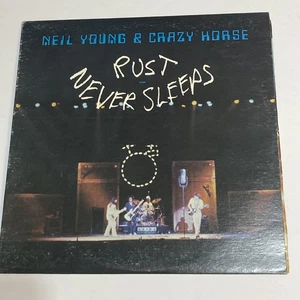 NEIL YOUNG & CRAZY HORSE
RUST
NEVER SLEEPS